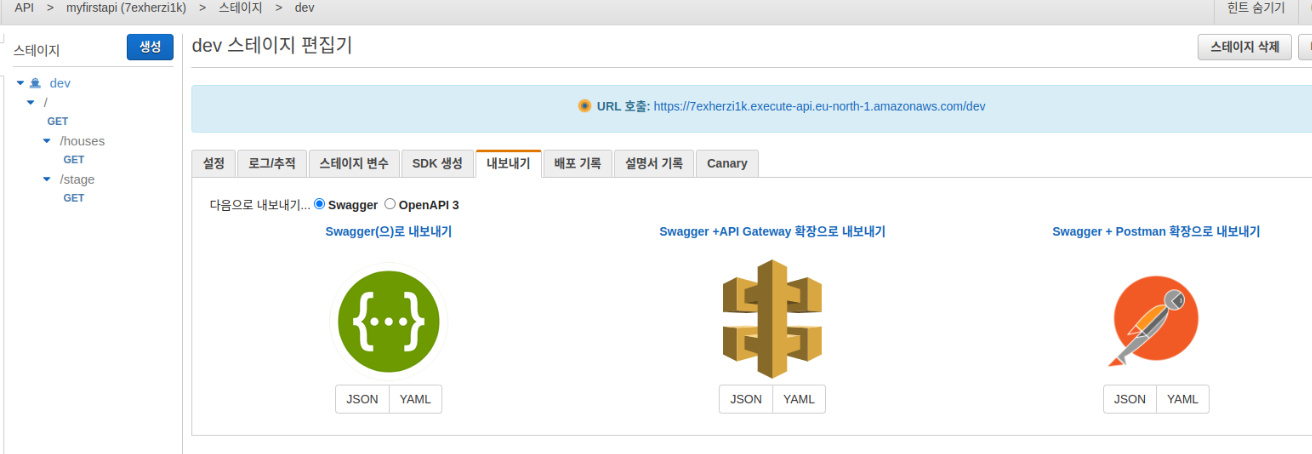 API > myfirstapi (7exherzi1k) > 스테이지 > dev 힌트 숨기기
스테이지 생성
dev 스테이지 편집기 스테이지 삭제
dev
/
GET
/houses
GET
/stage
GET
URL 호출: https://7exherzi1k.execute-api.eu-north-1.amazonaws.com/dev
설정 로그/추적 스테이지 변수 SDK 생성 내보내기 배포 기록 설명서 기록 Canary
다음으로 내보내기... Swagger OpenAPI 3
Swagger(으)로 내보내기 Swagger +API Gateway 확장으로 내보내기 Swagger + Postman 확장으로 내보내기
{...}
JSON YAML JSON YAML JSON YAML